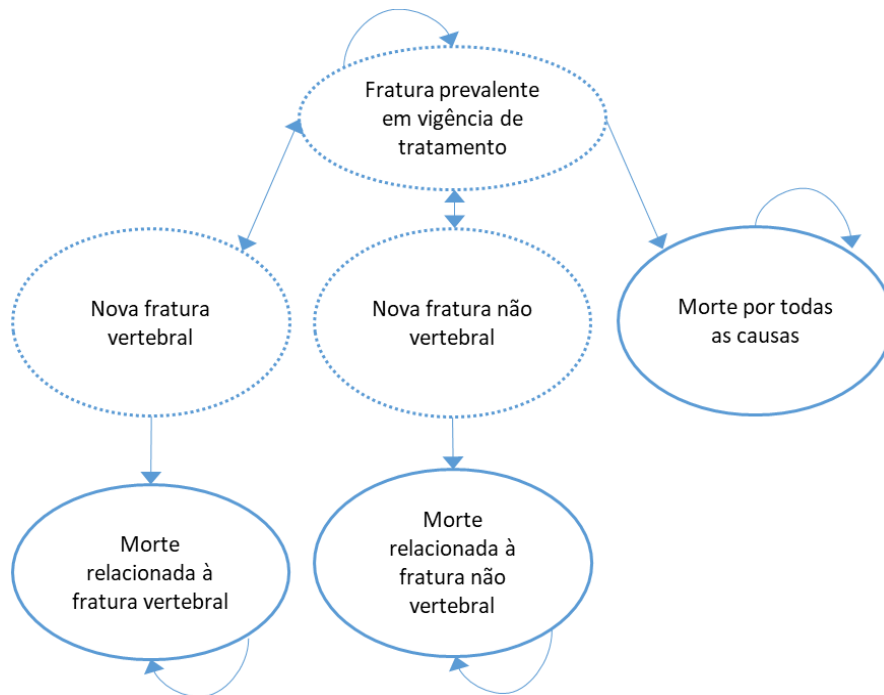 Fratura prevalente
em vigência de
tratamento
Nova fratura
vertebral
Nova fratura não
vertebral
Morte por todas
as causas
Morte
relacionada à
fratura vertebral
Morte
relacionada à
fratura não
vertebral